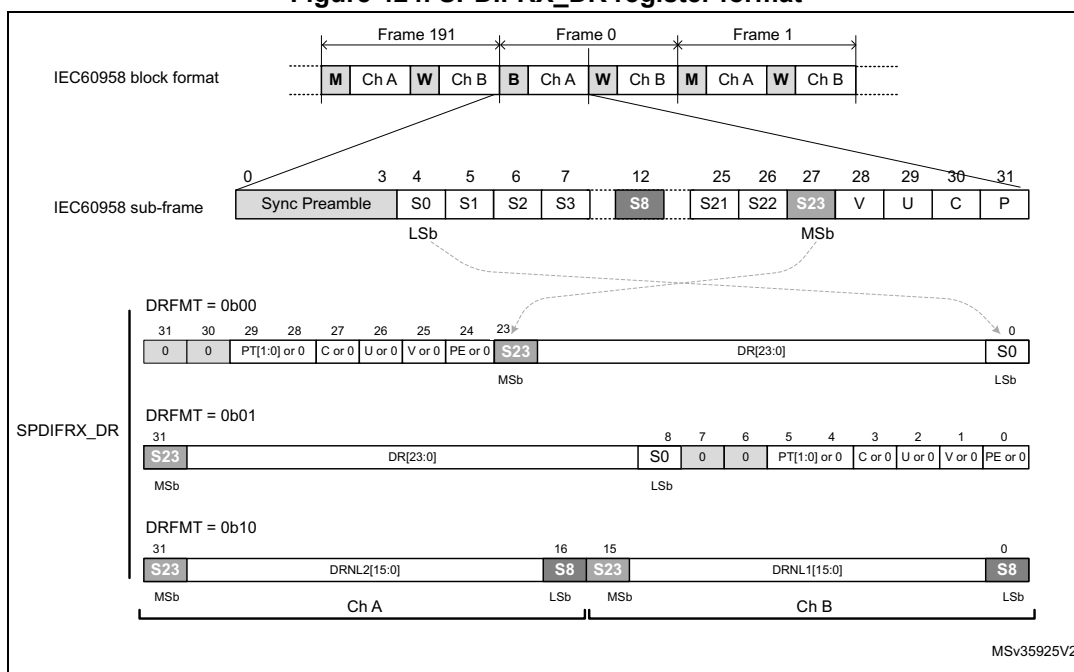 Figure 424. SPDIFRX_DR register format
Frame 191 Frame 0 Frame 1
IEC60958 block format M Ch A W Ch B B Ch A W Ch B M Ch A W Ch B
0 3 4 5 6 7 12 25 26 27 28 29 30 31
IEC60958 sub-frame Sync Preamble S0 S1 S2 S3 S8 S21 S22 S23 V U C P
LSb MSb
DRFMT = 0b00
31 30 29 28 27 26 25 24 23 0
0 0 PT[1:0] or 0 C or 0 U or 0 V or 0 PE or 0 S23 DR[23:0] S0
MSb LSb
DRFMT = 0b01
SPDIFRX_DR
31 8 7 6 5 4 3 2 1 0
S23 DR[23:0] S0 0 0 PT[1:0] or 0 C or 0 U or 0 V or 0 PE or 0
MSb LSb
DRFMT = 0b10
31 16 15 0
S23 DRNL2[15:0] S8 S23 DRNL1[15:0] S8
MSb LSb MSb LSb
Ch A Ch B
MSv35925V2